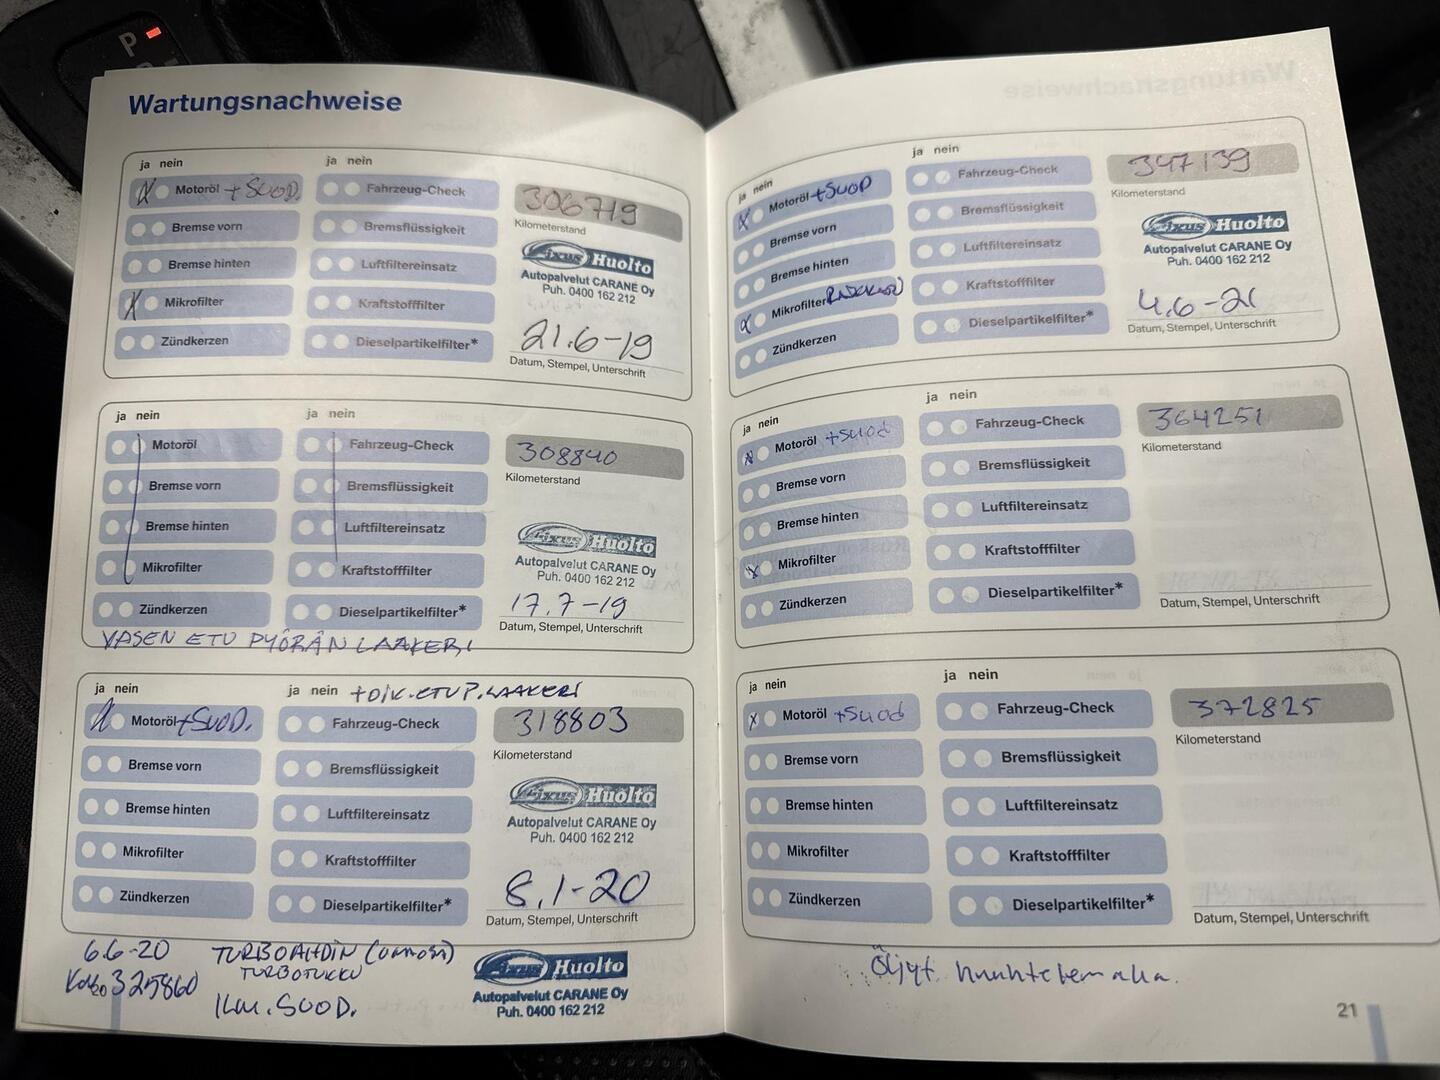 P
Wartungsnachweise
ja nein
ja nein
Motoröl + SUOD.
Fahrzeug-Check
306719
Bremse vorn
Bremsflüssigkeit
Kilometerstand
Bremse hinten
Luftfiltereinsatz
Fixus Huolto
Autopalvelut CARANE Oy
Puh. 0400 162 212
Mikrofilter
Kraftstofffilter
21.6-19
Zündkerzen
Dieselpartikelfilter*
Datum, Stempel, Unterschrift
ja nein
ja nein
Motoröl
Fahrzeug-Check
308840
Bremse vorn
Bremsflüssigkeit
Kilometerstand
Bremse hinten
Luftfiltereinsatz
Fixus Huolto
Autopalvelut CARANE Oy
Puh. 0400 162 212
Mikrofilter
Kraftstofffilter
17.7-19
Zündkerzen
Dieselpartikelfilter*
Datum, Stempel, Unterschrift
VASEN ETU PYÖRÄN LAAKERI
ja nein
ja nein
+ OIK. ETU P. LAAKERI
Motoröl + SUOD.
Fahrzeug-Check
318803
Bremse vorn
Bremsflüssigkeit
Kilometerstand
Bremse hinten
Luftfiltereinsatz
Fixus Huolto
Autopalvelut CARANE Oy
Puh. 0400 162 212
Mikrofilter
Kraftstofffilter
8.1-20
Zündkerzen
Dieselpartikelfilter*
Datum, Stempel, Unterschrift
6.6-20
TURBOAHDIN
325860
TURBOTUKKU
ILM. SUOD.
Fixus Huolto
Autopalvelut CARANE Oy
Puh. 0400 162 212
ja nein
ja nein
Motoröl + SUOD
Fahrzeug-Check
347139
Bremse vorn
Bremsflüssigkeit
Kilometerstand
Bremse hinten
Luftfiltereinsatz
Fixus Huolto
Autopalvelut CARANE Oy
Puh. 0400 162 212
Mikrofilter
Kraftstofffilter
4.6-21
Zündkerzen
Dieselpartikelfilter*
Datum, Stempel, Unterschrift
ja nein
ja nein
Motoröl + Suod
Fahrzeug-Check
364251
Bremse vorn
Bremsflüssigkeit
Kilometerstand
Bremse hinten
Luftfiltereinsatz
Mikrofilter
Kraftstofffilter
Zündkerzen
Dieselpartikelfilter*
Datum, Stempel, Unterschrift
ja nein
ja nein
Motoröl + Suod
Fahrzeug-Check
372825
Bremse vorn
Bremsflüssigkeit
Kilometerstand
Bremse hinten
Luftfiltereinsatz
Mikrofilter
Kraftstofffilter
Zündkerzen
Dieselpartikelfilter*
Datum, Stempel, Unterschrift
Öljyt
21